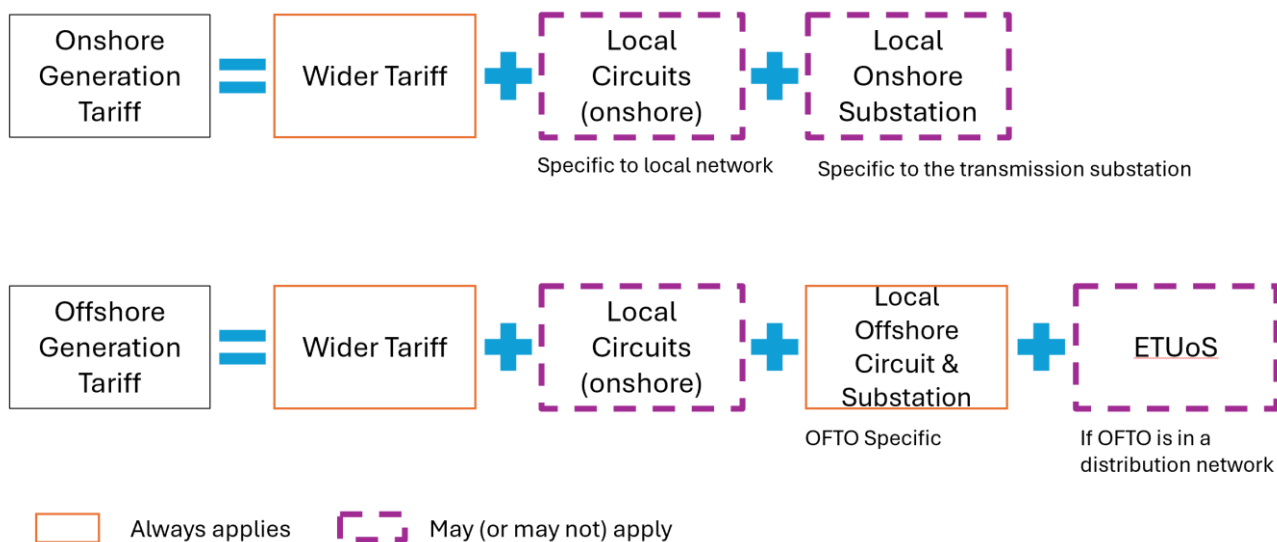 Onshore
Generation
Tariff
Wider Tariff
Local
Circuits
(onshore)
Local
Onshore
Substation
Specific to local network
Specific to the transmission substation
Offshore
Generation
Tariff
Wider Tariff
Local
Circuits
(onshore)
Local
Offshore
Circuit &
Substation
ETUoS
OFTO Specific
If OFTO is in a
distribution network
Always applies
May (or may not) apply